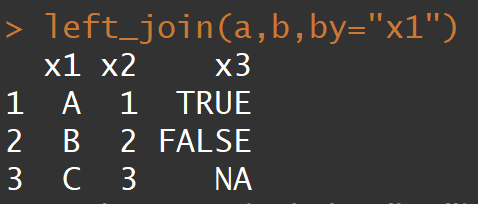 > left_join(a,b,by="x1")
x1 x2 x3
1 A 1 TRUE
2 B 2 FALSE
3 C 3 NA